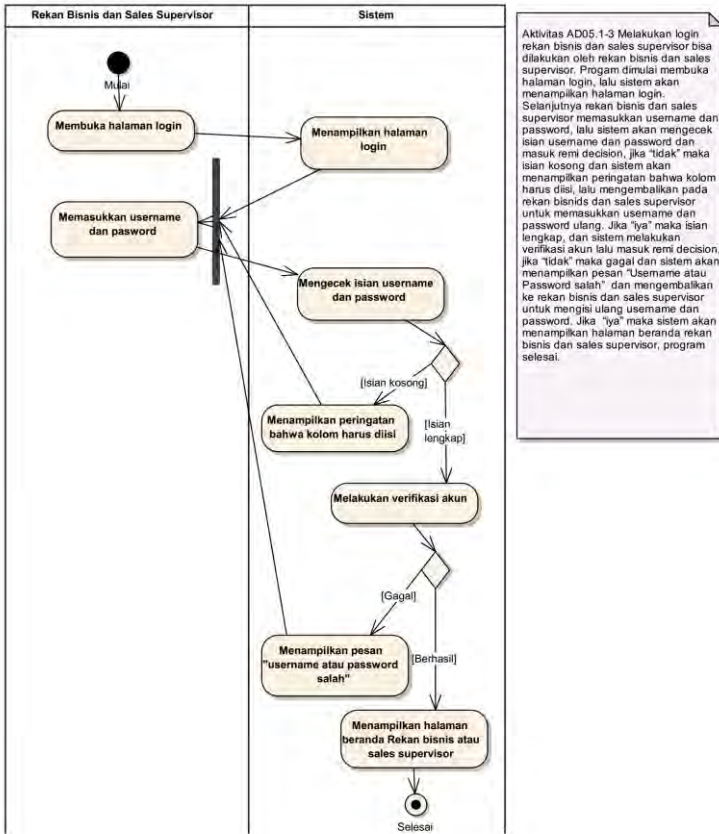 Rekan Bisnis dan Sales Supervisor
Sistem
Mulai
Membuka halaman login
Menampilkan halaman
login
Memasukkan username
dan pasword
Mengecek isian username
dan password
[Isian kosong]
Menampilkan peringatan
bahwa kolom harus diisi
[Isian
lengkap]
Melakukan verifikasi akun
[Gagal]
Menampilkan pesan
"username atau password
salah"
[Berhasil]
Menampilkan halaman
beranda Rekan bisnis atau
sales supervisor
Selesai
Aktivitas AD05.1-3 Melakukan login
rekan bisnis dan sales supervisor bisa
dilakukan oleh rekan bisnis dan sales
supervisor. Progam dimulai membuka
halaman login, lalu sistem akan
menampilkan halaman login.
Selanjutnya rekan bisnis dan sales
supervisor memasukkan username dan
password, lalu sistem akan mengecek
isian username dan password dan
masuk remi decision, jika "tidak" maka
isian kosong dan sistem akan
menampilkan peringatan bahwa kolom
harus diisi, lalu mengembalikan pada
rekan bisnids dan sales supervisor
untuk memasukkan username dan
password ulang. Jika "iya" maka isian
lengkap, dan sistem melakukan
verifikasi akun lalu masuk remi decision,
jika "tidak" maka gagal dan sistem akan
menampilkan pesan "Username atau
Password salah" dan mengembalikan
ke rekan bisnis dan sales supervisor
untuk mengisi ulang username dan
password. Jika "iya" maka sistem akan
menampilkan halaman beranda rekan
bisnis dan sales supervisor, program
selesai.